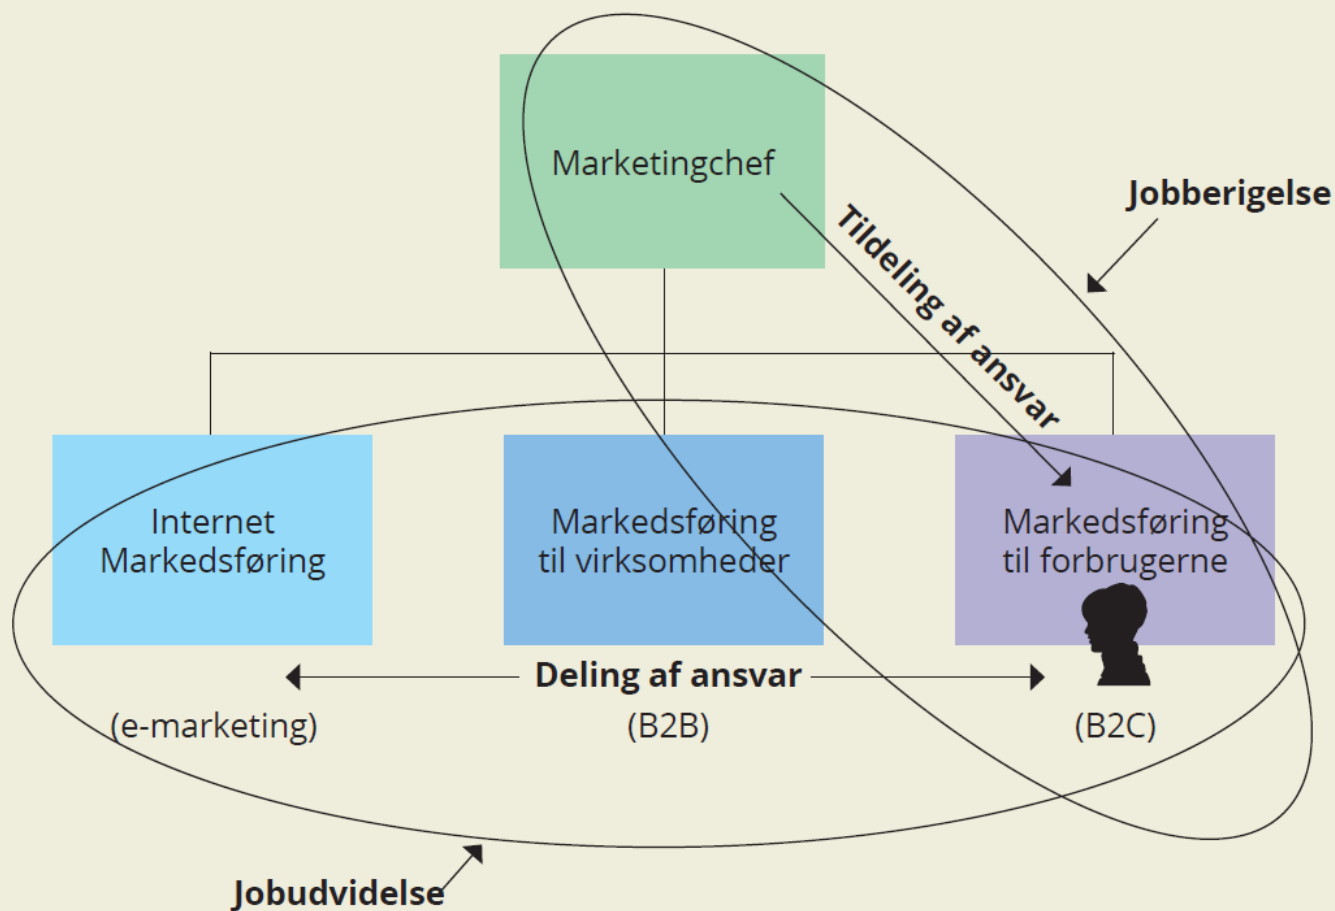 Marketingchef
Jobberigelse
Tildeling af ansvar
Internet
Markedsføring
Markedsføring
til virksomheder
Markedsføring
til forbrugerne
Deling af ansvar
(e-marketing)
(B2B)
(B2C)
Jobudvidelse